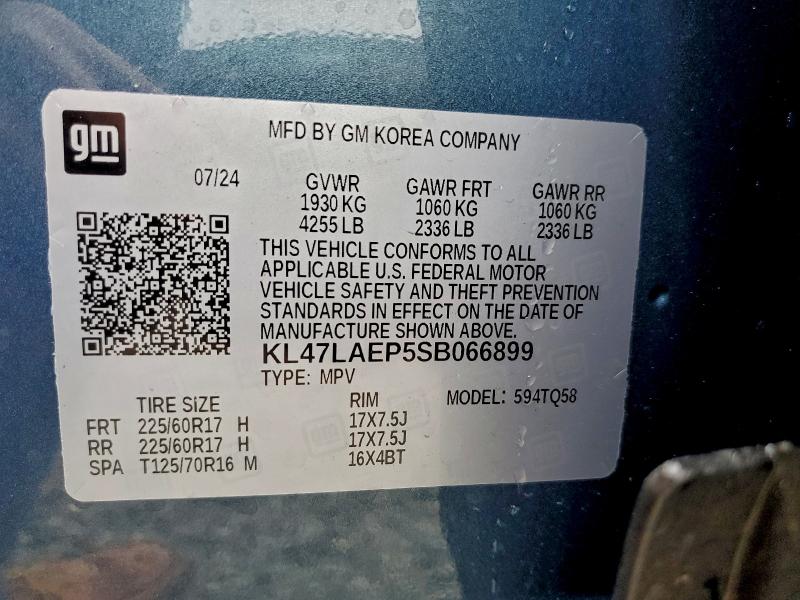 gm
MFD BY GM KOREA COMPANY
07/24
GVWR GAWR FRT GAWR RR
1930 KG 1060 KG 1060 KG
4255 LB 2336 LB 2336 LB
THIS VEHICLE CONFORMS TO ALL
APPLICABLE U.S. FEDERAL MOTOR
VEHICLE SAFETY AND THEFT PREVENTION
STANDARDS IN EFFECT ON THE DATE OF
MANUFACTURE SHOWN ABOVE.
KL47LAEP5SB066899
TYPE: MPV
TIRE SIZE RIM MODEL: 594TQ58
FRT 225/60R17 H 17X7.5J
RR 225/60R17 H 17X7.5J
SPA T125/70R16 M 16X4BT